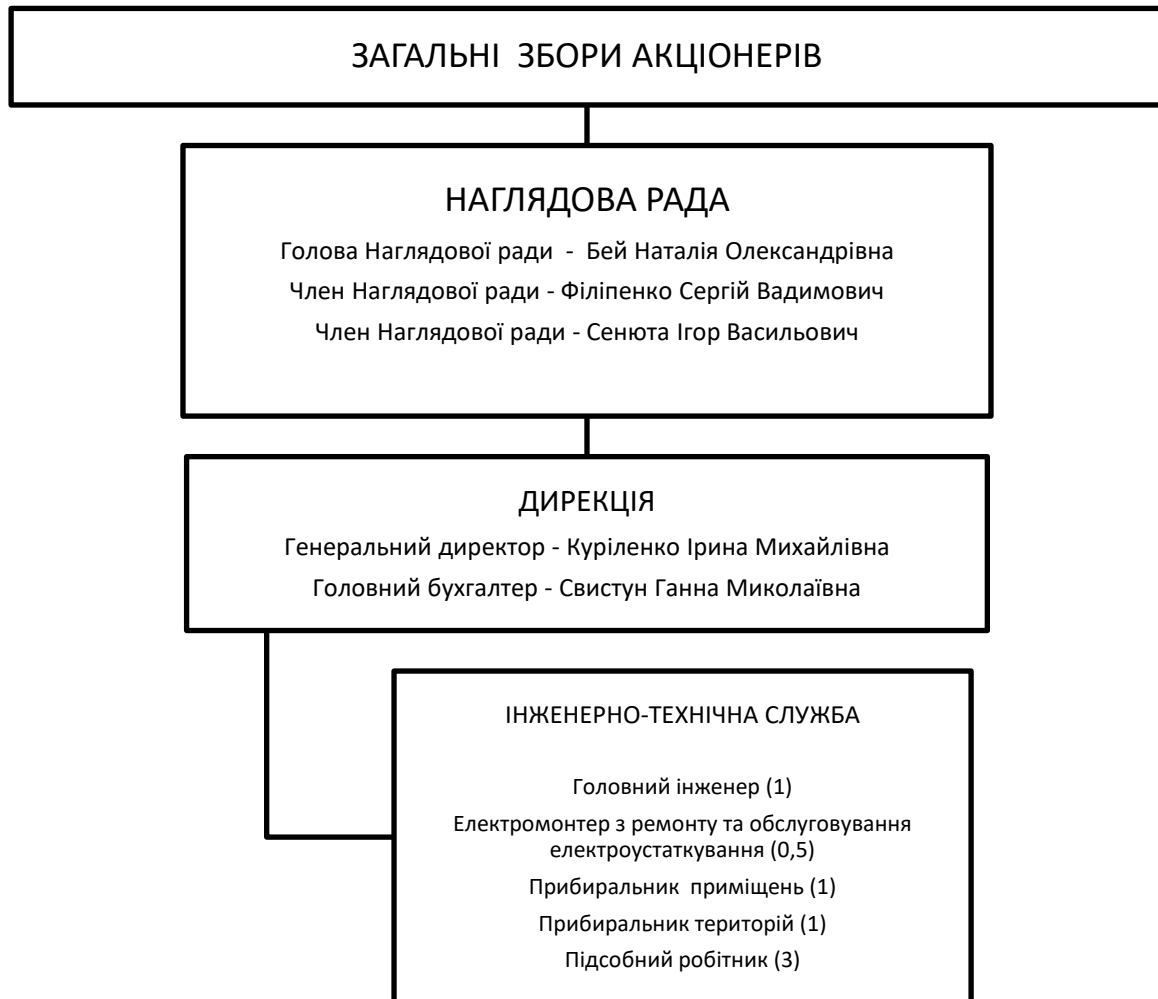 ЗАГАЛЬНІ ЗБОРИ АКЦІОНЕРІВ
НАГЛЯДОВА РАДА
Голова Наглядової ради - Бей Наталія Олександрівна
Член Наглядової ради - Філіпенко Сергій Вадимович
Член Наглядової ради - Сенюта Ігор Васильович
ДИРЕКЦІЯ
Генеральний директор - Куріленко Ірина Михайлівна
Головний бухгалтер - Свистун Ганна Миколаївна
ІНЖЕНЕРНО-ТЕХНІЧНА СЛУЖБА
Головний інженер (1)
Електромонтер з ремонту та обслуговування
електроустаткування (0,5)
Прибиральник приміщень (1)
Прибиральник територій (1)
Підсобний робітник (3)